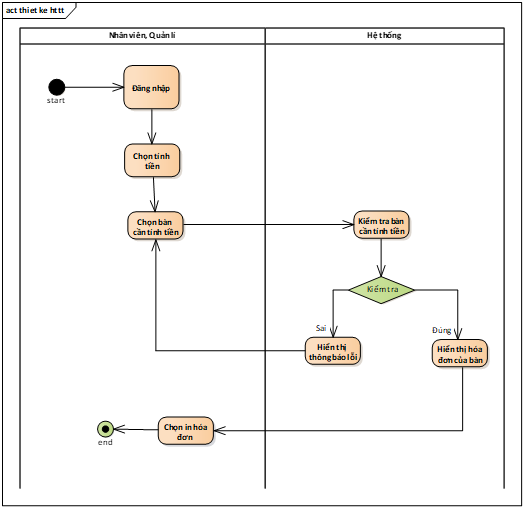 act thiet ke httt
Nhân viên, Quản lí
Hệ thống
start
Đăng nhập
Chọn tính
tiền
Chọn bàn
cần tính tiền
Kiểm tra bàn
cần tính tiền
Kiểm tra
Sai
Đúng
Hiển thị
thông báo lỗi
Hiển thị hóa
đơn của bàn
Chọn in hóa
đơn
end